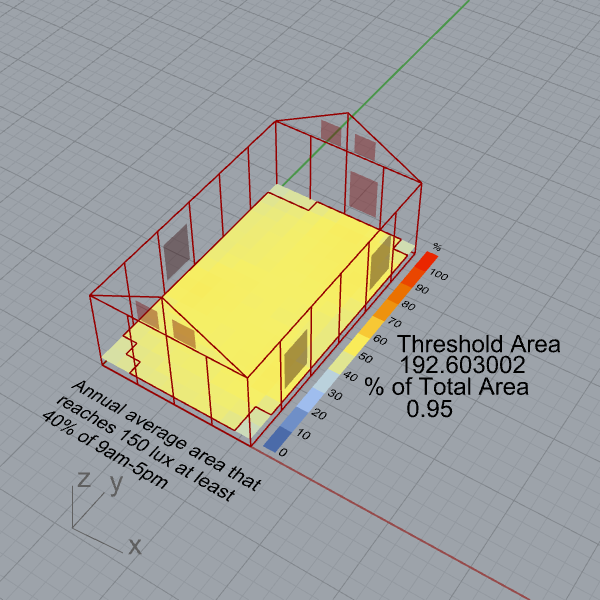 %
100
90
80
70
60
50
40
30
20
10
0
Threshold Area
192.603002
% of Total Area
0.95
Annual average area that
reaches 150 lux at least
40% of 9am-5pm
z
y
x